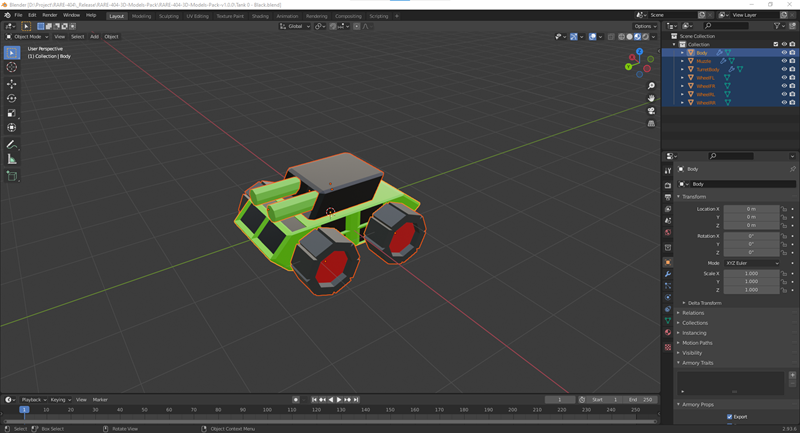 Blender [D:\Project\RARE-404\_Release\RARE-404-3D-Models-Pack\RARE-404-3D-Models-Pack-v1.0.0\Tank 0 - Black.blend]
File Edit Render Window Help Layout Modeling Sculpting UV Editing Texture Paint Shading Animation Rendering Compositing Scripting Scene View Layer
Global Options
Object Mode View Select Add Object
User Perspective
(1) Collection | Body
X
Y
Z
Scene Collection
Collection
Body
Muzzle
TurretBody
WheelFL
WheelFR
WheelRL
WheelRR
Body
Body
Transform
Location X 0 m
Y 0 m
Z 0 m
Rotation X 0°
Y 0°
Z 0°
Mode XYZ Euler
Scale X 1.000
Y 1.000
Z 1.000
Delta Transform
Relations
Collections
Instancing
Motion Paths
Visibility
Armory Traits
Armory Props
Export
Playback Keying View Marker 1 Start 1 End 250
1 10 20 30 40 50 60 70 80 90 100 110 120 130 140 150 160 170 180 190 200 210 220 230 240 250
Select Box Select Rotate View Object Context Menu 2.93.6